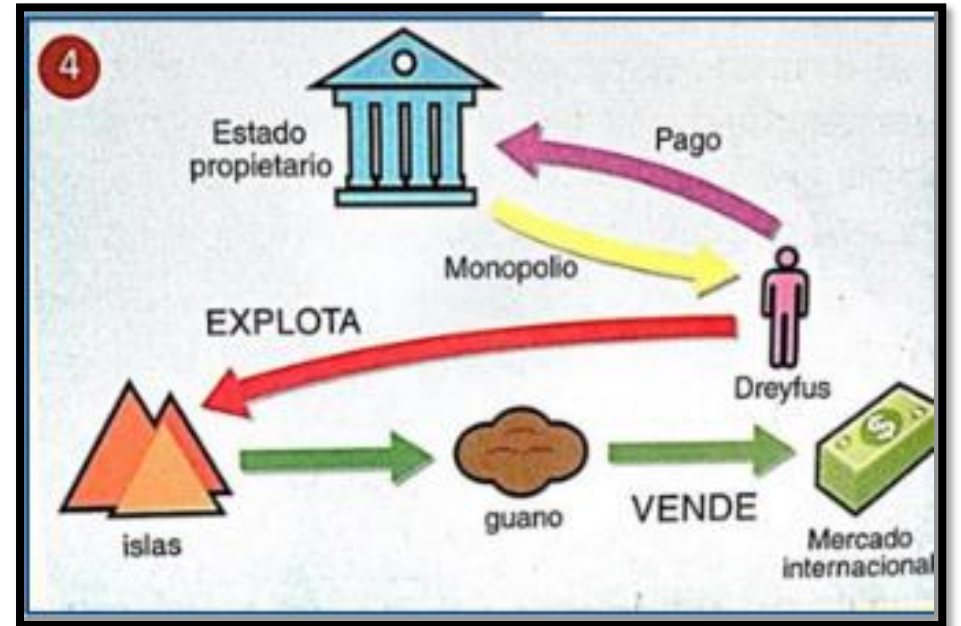 4
Estado
propietario
Pago
Monopolio
EXPLOTA
Dreyfus
islas
guano
VENDE
$
Mercado
internacional